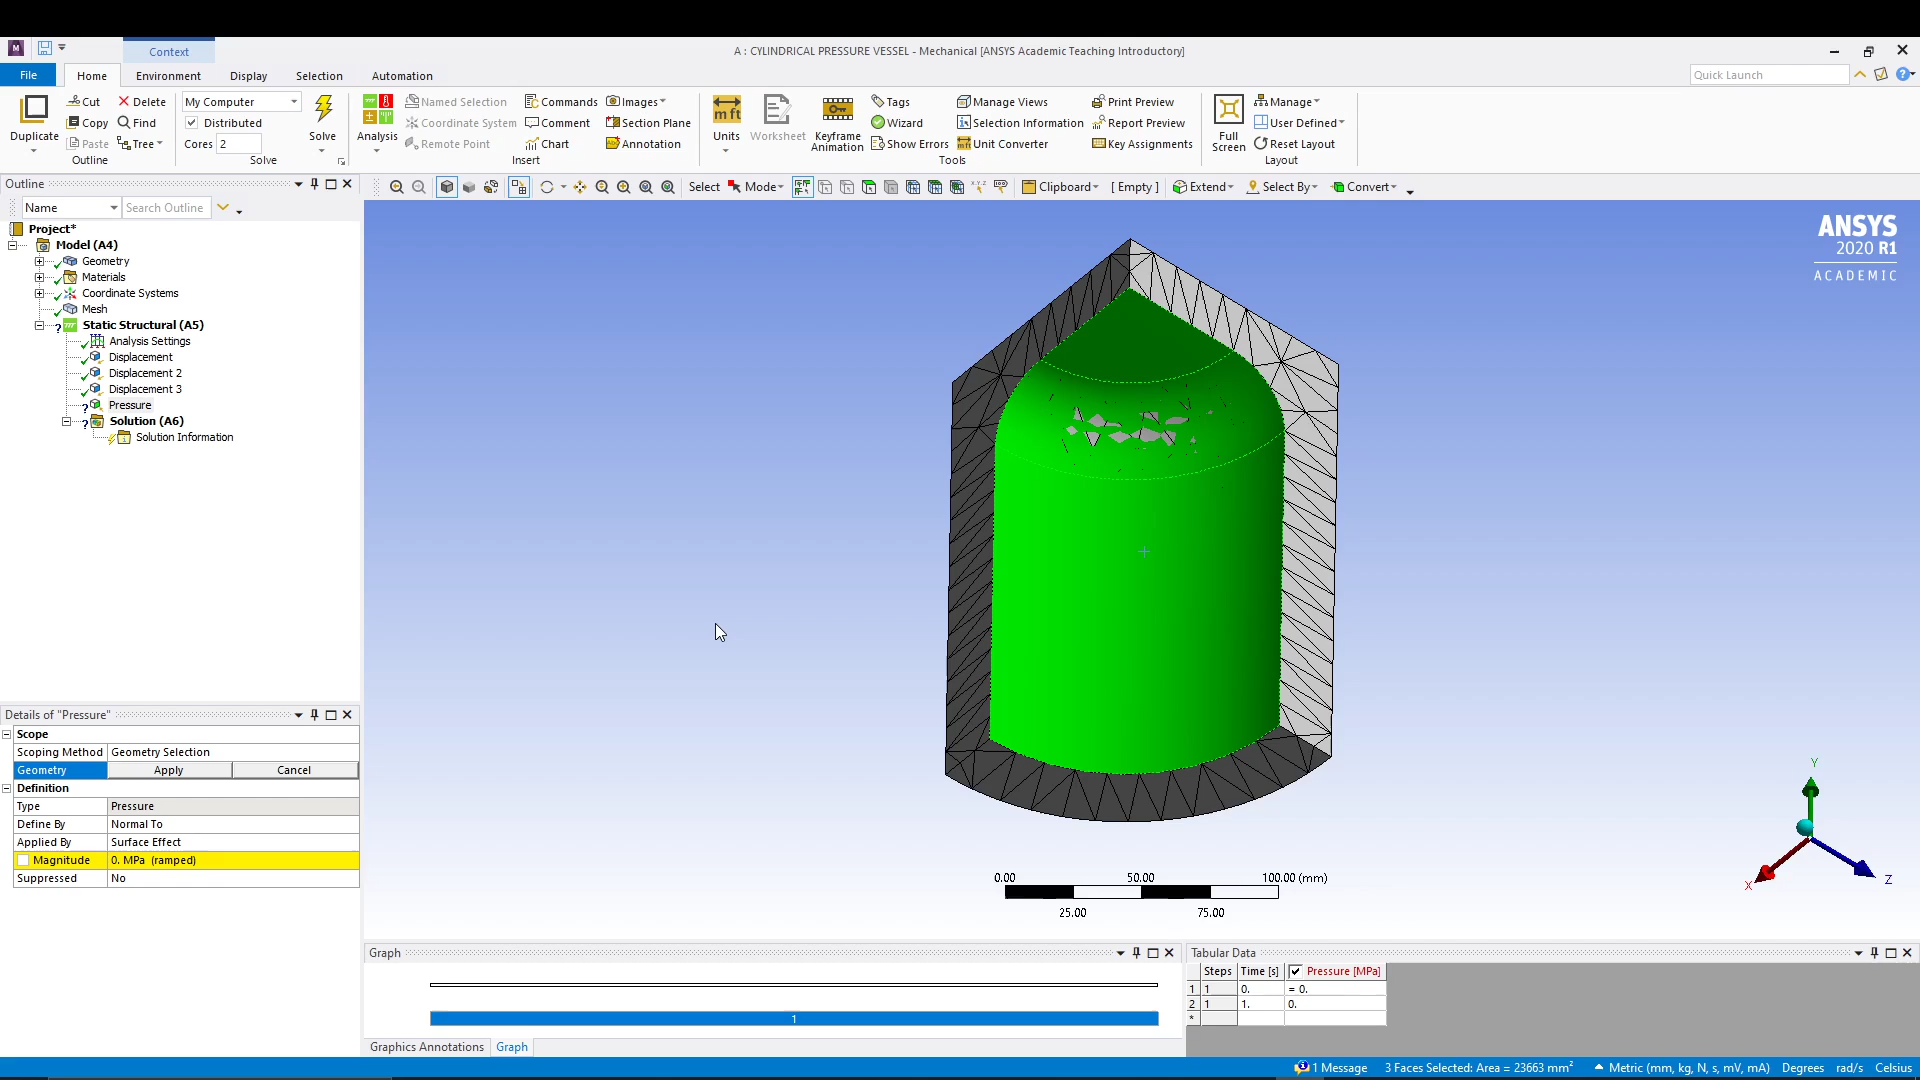 Context
A : CYLINDRICAL PRESSURE VESSEL - Mechanical [ANSYS Academic Teaching Introductory]
File Home Environment Display Selection Automation
Quick Launch
Duplicate Cut Delete
Copy Find
Paste Tree
Outline
My Computer
Distributed
Cores 2
Solve
Solve
Analysis
Named Selection Commands Images
Coordinate System Comment Section Plane
Remote Point Chart Annotation
Insert
Units Worksheet Keyframe Animation
Tags Manage Views Print Preview
Wizard Selection Information Report Preview
Show Errors Unit Converter Key Assignments
Tools
Full Screen
Manage
User Defined
Reset Layout
Layout
Outline
Select Mode Clipboard [ Empty ] Extend Select By Convert
Name Search Outline
Project*
Model (A4)
Geometry
Materials
Coordinate Systems
Mesh
Static Structural (A5)
Analysis Settings
Displacement
Displacement 2
Displacement 3
Pressure
Solution (A6)
Solution Information
ANSYS
2020 R1
ACADEMIC
Details of "Pressure"
Scope
Scoping Method Geometry Selection
Geometry Apply Cancel
Definition
Type Pressure
Define By Normal To
Applied By Surface Effect
Magnitude 0. MPa (ramped)
Suppressed No
Y
X
Z
0.00 50.00 100.00 (mm)
25.00 75.00
Graph
1
Graphics Annotations Graph
Tabular Data
Steps Time [s] Pressure [MPa]
1 1 0. = 0.
2 1 1. 0.
*
1 Message 3 Faces Selected: Area = 23663 mm² Metric (mm, kg, N, s, mV, mA) Degrees rad/s Celsius